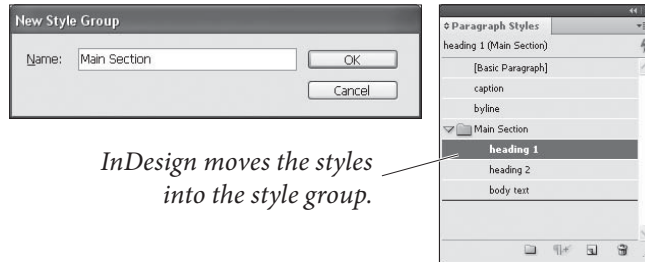 New Style Group
Name: Main Section
OK
Cancel
InDesign moves the styles
into the style group.
Paragraph Styles
heading 1 (Main Section)
[Basic Paragraph]
caption
byline
Main Section
heading 1
heading 2
body text